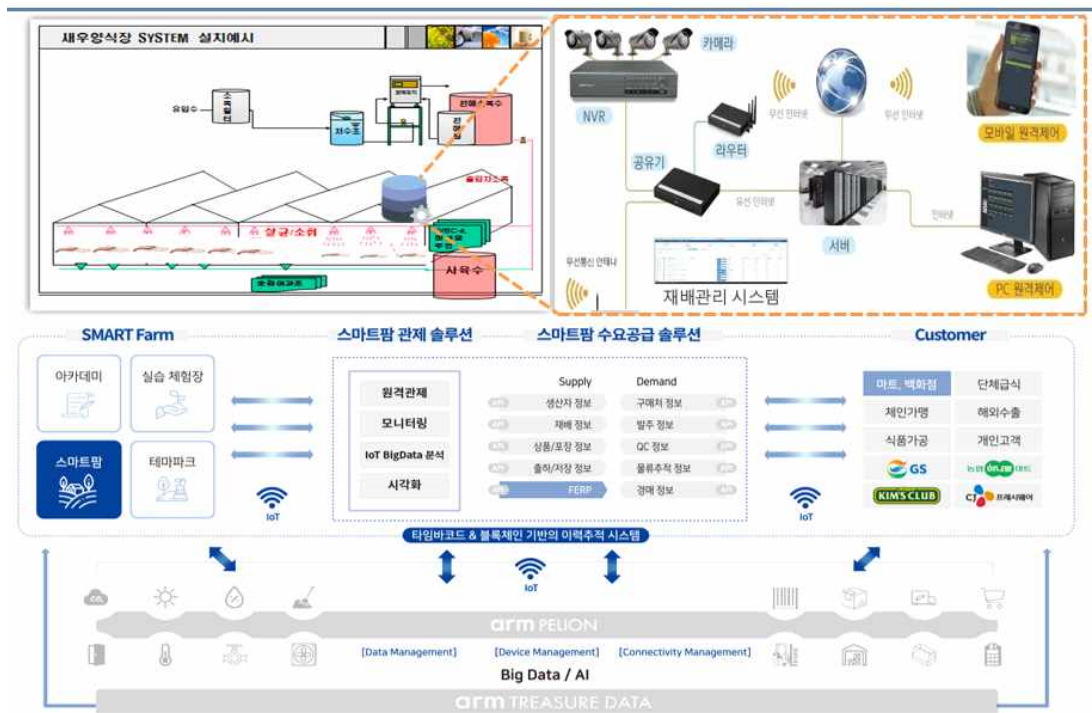 새우양식장 SYSTEM 설치예시
유입수
저수조
출입자소독
살균/소취
사육수
카메라
NVR
무선 인터넷
무선 인터넷
모바일 원격제어
라우터
공유기
유선 인터넷
인터넷
서버
무선통신 안테나
재배관리 시스템
PC 원격제어
SMART Farm
스마트팜 관제 솔루션
스마트팜 수요공급 솔루션
Customer
아카데미
실습 체험장
스마트팜
테마파크
원격관제
모니터링
IoT BigData 분석
시각화
Supply
Demand
생산자 정보
구매처 정보
재배 정보
발주 정보
상품/포장 정보
QC 정보
출하/저장 정보
물류추적 정보
FERP
경매 정보
마트, 백화점
단체급식
체인가맹
해외수출
식품가공
개인고객
GS
KIM'S CLUB
CJ 프레시웨이
IoT
IoT
타임바코드 & 블록체인 기반의 이력추적 시스템
IoT
arm PELION
[Data Management]
[Device Management]
[Connectivity Management]
Big Data / AI
arm TREASURE DATA